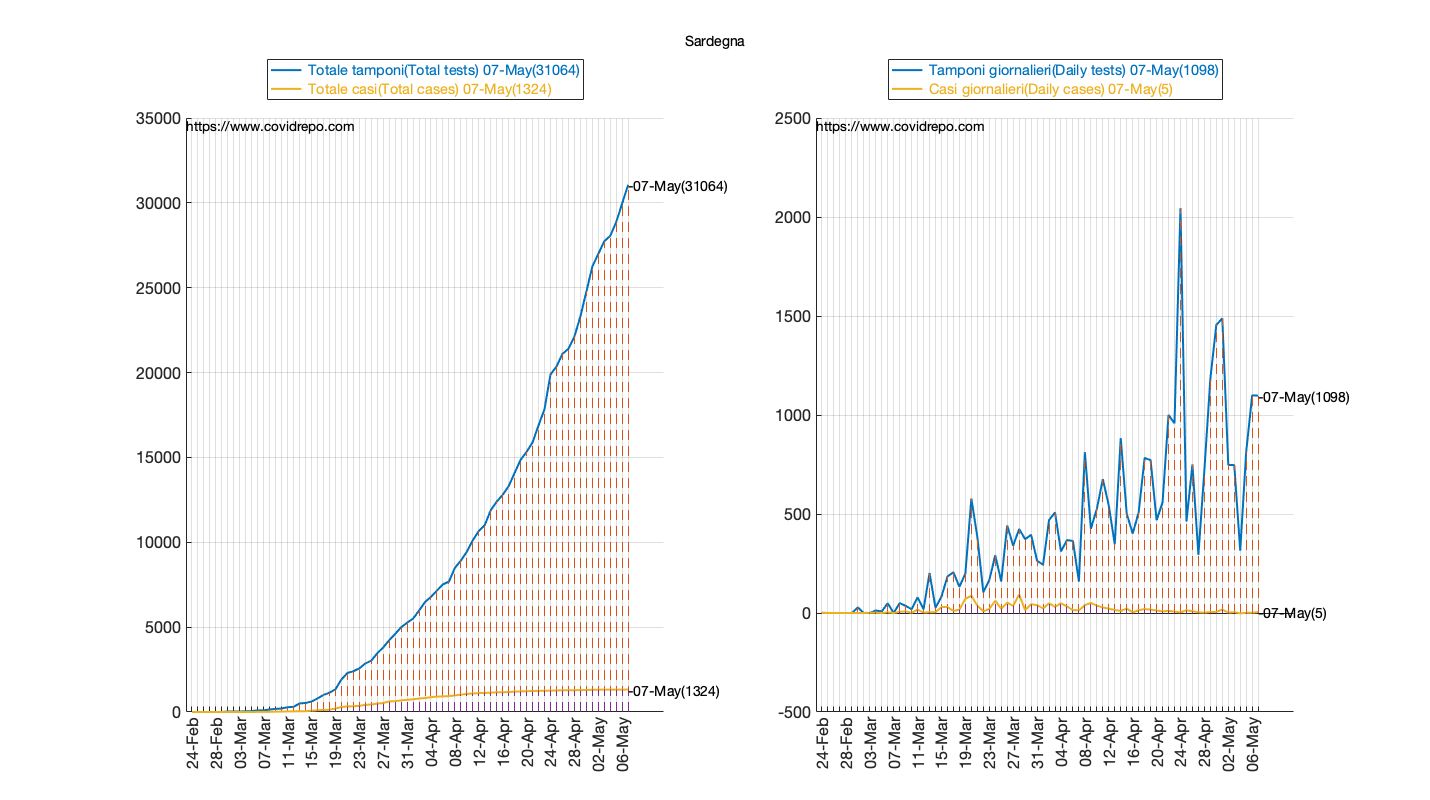 Sardegna
Totale tamponi(Total tests) 07-May(31064)
Totale casi(Total cases) 07-May(1324)
https://www.covidrepo.com
35000
30000
25000
20000
15000
10000
5000
0
07-May(31064)
07-May(1324)
24-Feb
28-Feb
03-Mar
07-Mar
11-Mar
15-Mar
19-Mar
23-Mar
27-Mar
31-Mar
04-Apr
08-Apr
12-Apr
16-Apr
20-Apr
24-Apr
28-Apr
02-May
06-May
Tamponi giornalieri(Daily tests) 07-May(1098)
Casi giornalieri(Daily cases) 07-May(5)
https://www.covidrepo.com
2500
2000
1500
1000
500
0
-500
07-May(1098)
07-May(5)
24-Feb
28-Feb
03-Mar
07-Mar
11-Mar
15-Mar
19-Mar
23-Mar
27-Mar
31-Mar
04-Apr
08-Apr
12-Apr
16-Apr
20-Apr
24-Apr
28-Apr
02-May
06-May